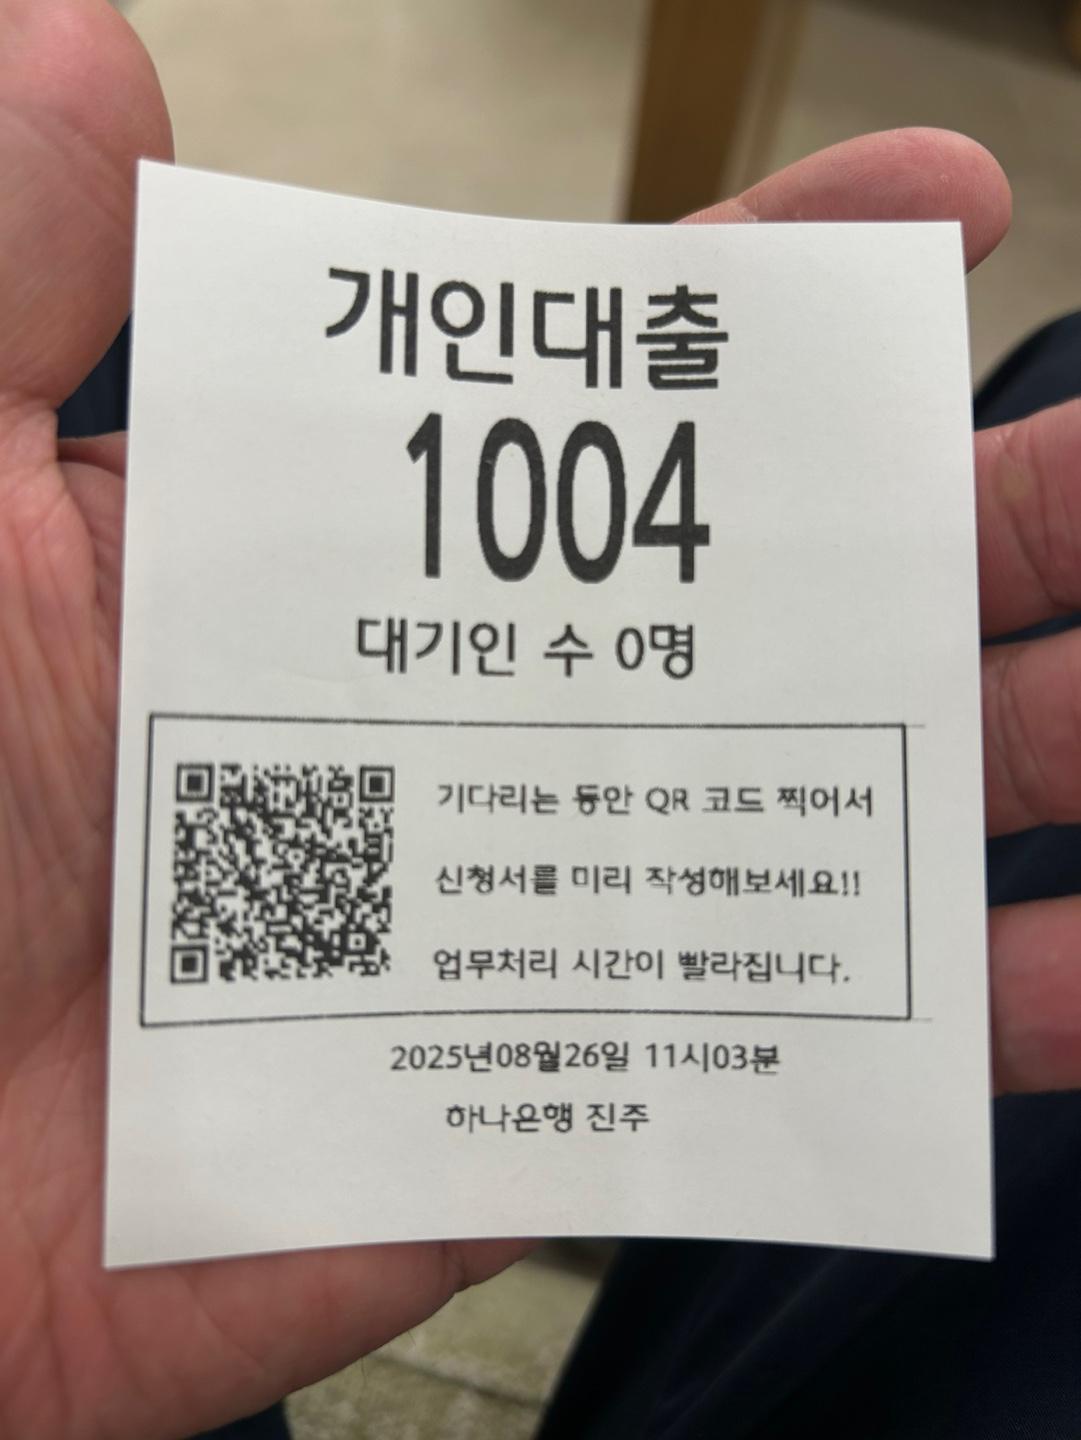 개인대출
1004
대기인 수 0명
기다리는 동안 QR 코드 찍어서
신청서를 미리 작성해보세요!!
업무처리 시간이 빨라집니다.
2025년08월26일 11시03분
하나은행 진주